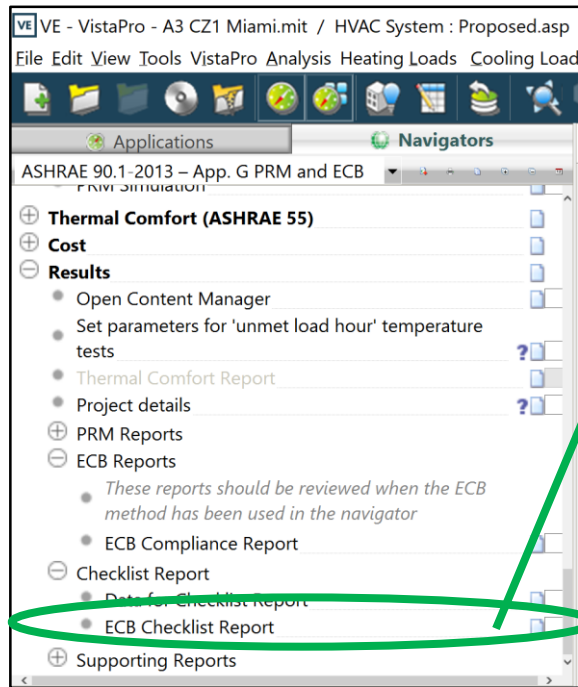 VE VE - VistaPro - A3 CZ1 Miami.mit / HVAC System : Proposed.asp
File Edit View Tools VistaPro Analysis Heating Loads Cooling Load
Applications
Navigators
ASHRAE 90.1-2013 – App. G PRM and ECB
PRM Simulation
Thermal Comfort (ASHRAE 55)
Cost
Results
Open Content Manager
Set parameters for 'unmet load hour' temperature
tests
?
Thermal Comfort Report
Project details
?
PRM Reports
ECB Reports
These reports should be reviewed when the ECB
method has been used in the navigator
ECB Compliance Report
Checklist Report
Data for Checklist Report
ECB Checklist Report
Supporting Reports